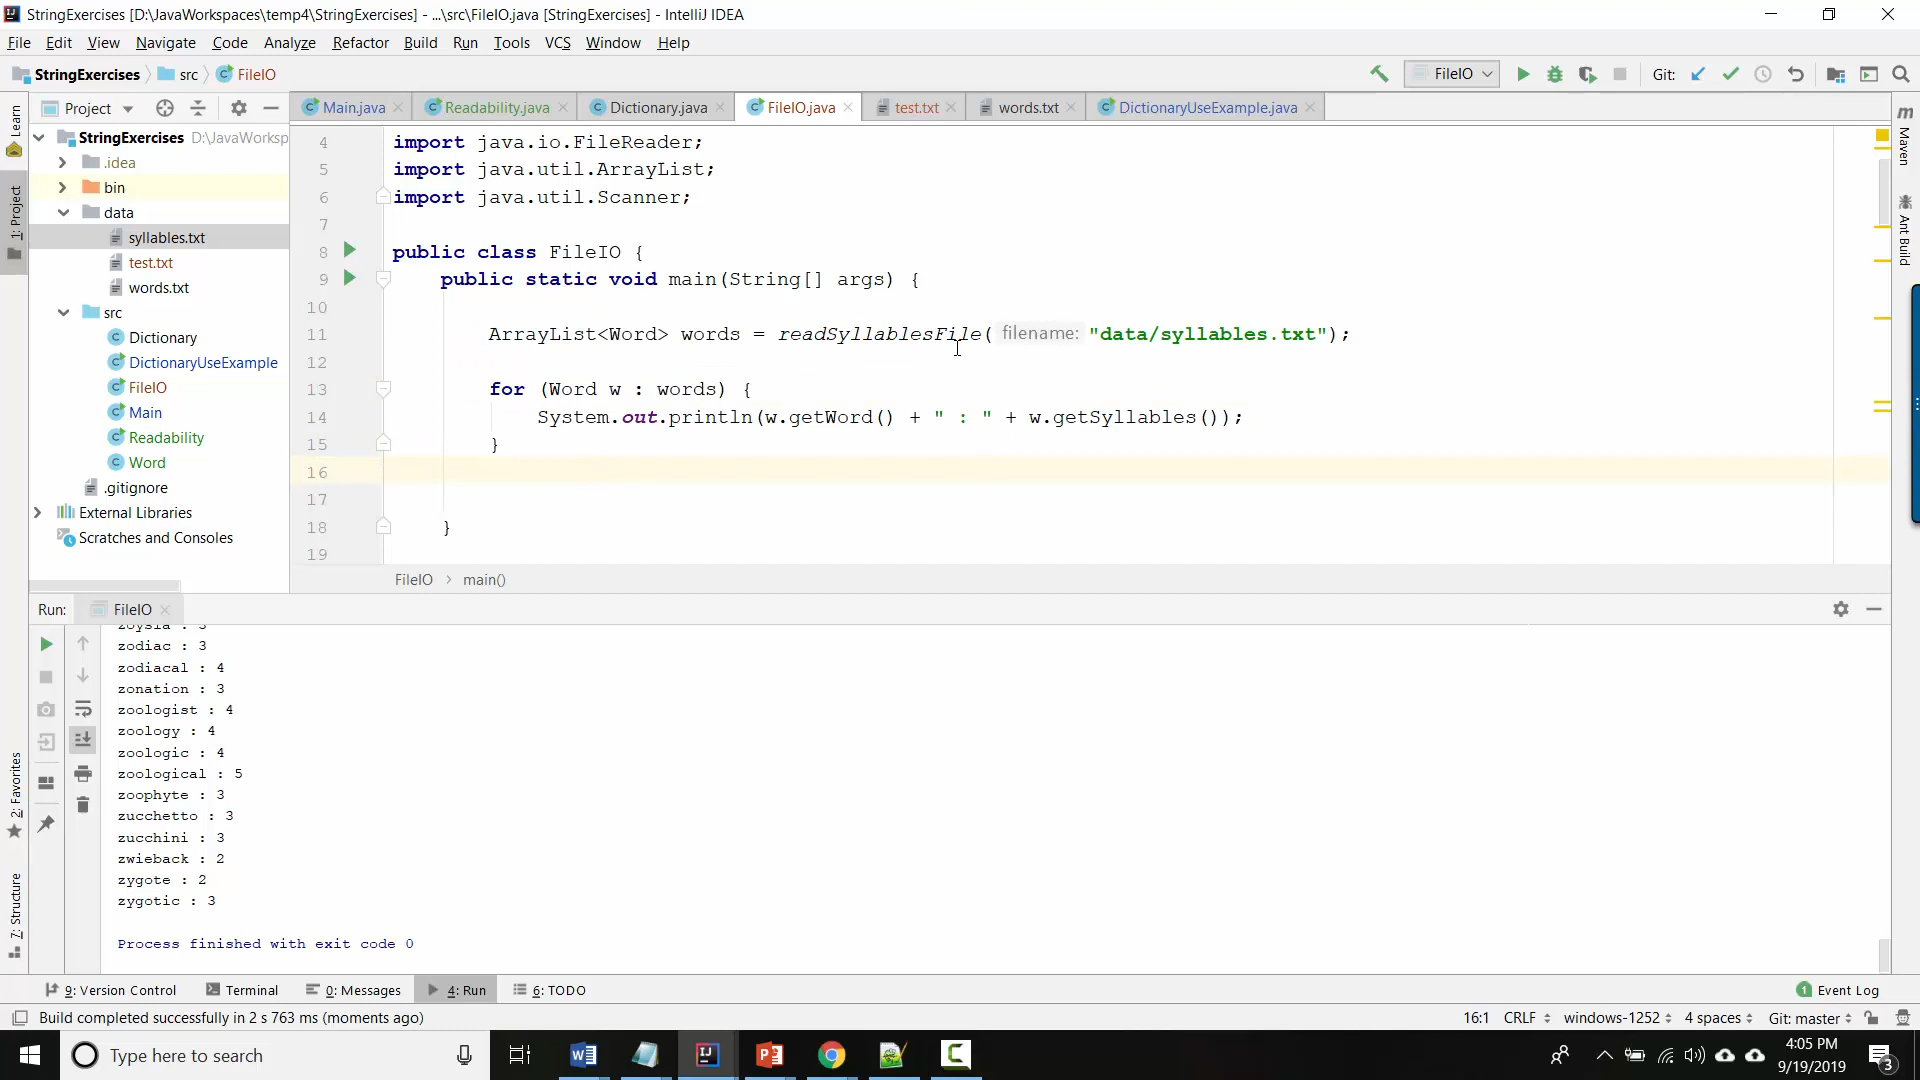 StringExercises [D:\JavaWorkspaces\temp4\StringExercises] - ...\src\FileIO.java [StringExercises] - IntelliJ IDEA
File Edit View Navigate Code Analyze Refactor Build Run Tools VCS Window Help
StringExercises src FileIO FileIO Git:
Project
Main.java Readability.java Dictionary.java FileIO.java test.txt words.txt DictionaryUseExample.java
Learn
1: Project
2: Favorites
7: Structure
StringExercises D:\JavaWorksp
.idea
bin
data
syllables.txt
test.txt
words.txt
src
Dictionary
DictionaryUseExample
FileIO
Main
Readability
Word
.gitignore
External Libraries
Scratches and Consoles
4 import java.io.FileReader;
5 import java.util.ArrayList;
6 import java.util.Scanner;
7
8 public class FileIO {
9 public static void main(String[] args) {
10
11 ArrayList<Word> words = readSyllablesFile( filename: "data/syllables.txt");
12
13 for (Word w : words) {
14 System.out.println(w.getWord() + " : " + w.getSyllables());
15 }
16
17
18 }
19
FileIO > main()
Maven
Ant Build
Run: FileIO
zoysia : 3
zodiac : 3
zodiacal : 4
zonation : 3
zoologist : 4
zoology : 4
zoologic : 4
zoological : 5
zoophyte : 3
zucchetto : 3
zucchini : 3
zwieback : 2
zygote : 2
zygotic : 3
Process finished with exit code 0
9: Version Control Terminal 0: Messages 4: Run 6: TODO 1 Event Log
Build completed successfully in 2 s 763 ms (moments ago) 16:1 CRLF windows-1252 4 spaces Git: master
Type here to search
4:05 PM
9/19/2019
3